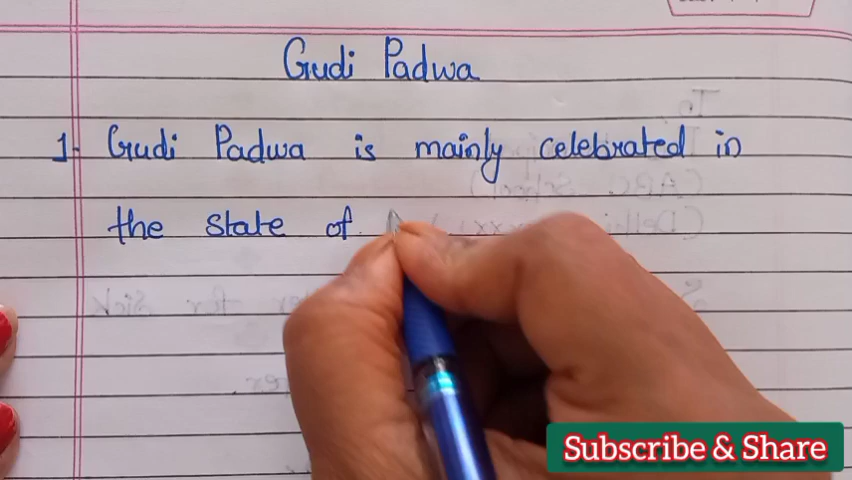 Gudi Padwa
1. Gudi Padwa is mainly celebrated in
the state of
Subscribe & Share